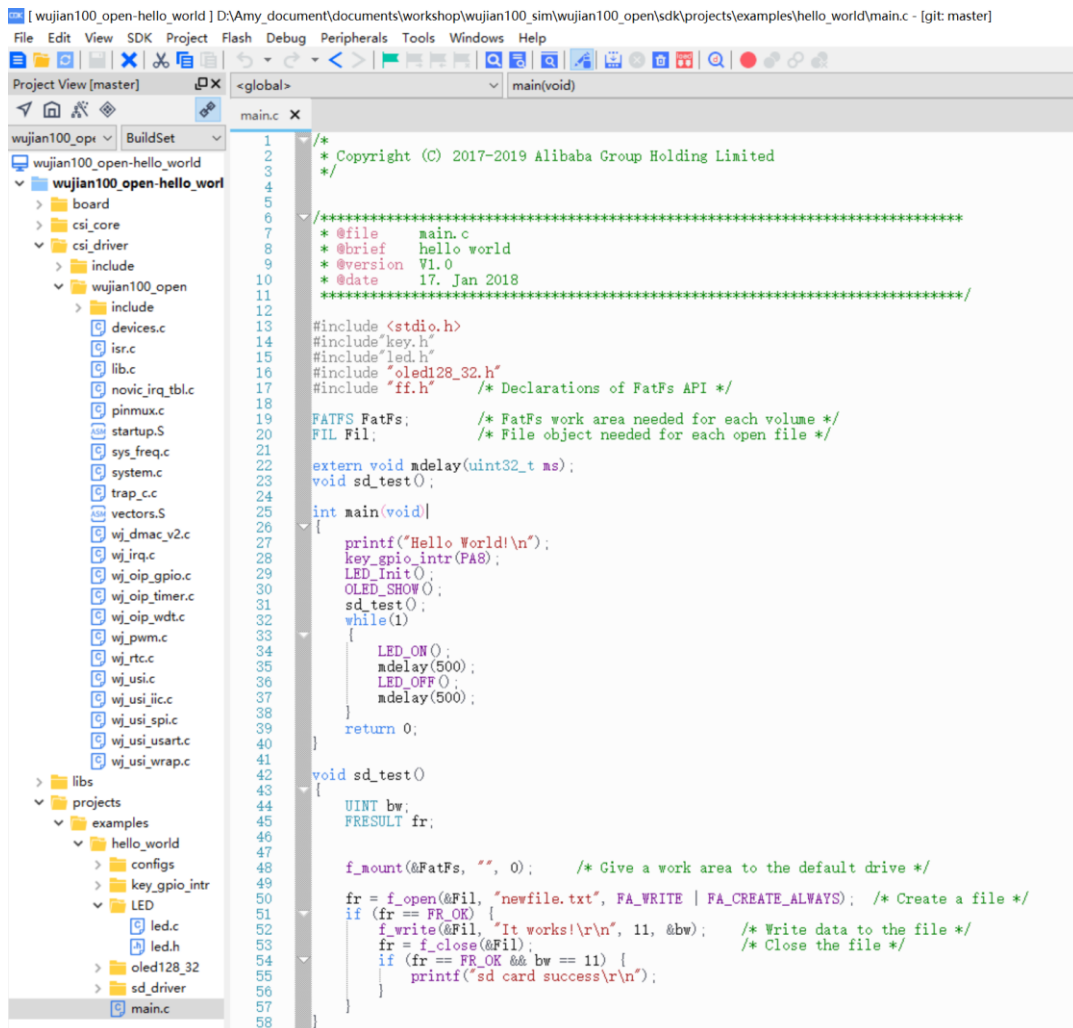 [ wujian100_open-hello_world ] D:\Amy_document\documents\workshop\wujian100_sim\wujian100_open\sdk\projects\examples\hello_world\main.c - [git: master]
File Edit View SDK Project Flash Debug Peripherals Tools Windows Help
Project View [master]
<global>
main(void)
main.c
wujian100_ope
BuildSet
wujian100_open-hello_world
wujian100_open-hello_worl
board
csi_core
csi_driver
include
wujian100_open
include
devices.c
isr.c
lib.c
novic_irq_tbl.c
pinmux.c
startup.S
sys_freq.c
system.c
trap_c.c
vectors.S
wj_dmac_v2.c
wj_irq.c
wj_oip_gpio.c
wj_oip_timer.c
wj_oip_wdt.c
wj_pwm.c
wj_rtc.c
wj_usi.c
wj_usi_iic.c
wj_usi_spi.c
wj_usi_usart.c
wj_usi_wrap.c
libs
projects
examples
hello_world
configs
key_gpio_intr
LED
led.c
led.h
oled128_32
sd_driver
main.c
1 /*
2 * Copyright (C) 2017-2019 Alibaba Group Holding Limited
3 */
4
5
6 /******************************************************************************
7 * @file main.c
8 * @brief hello world
9 * @version V1.0
10 * @date 17. Jan 2018
11 ******************************************************************************/
12
13 #include <stdio.h>
14 #include"key.h"
15 #include"led.h"
16 #include "oled128_32.h"
17 #include "ff.h" /* Declarations of FatFs API */
18
19 FATFS FatFs; /* FatFs work area needed for each volume */
20 FIL Fil; /* File object needed for each open file */
21
22 extern void mdelay(uint32_t ms);
23 void sd_test();
24
25 int main(void)
26 {
27 printf("Hello World!\n");
28 key_gpio_intr(PA8);
29 LED_Init();
30 OLED_SHOW();
31 sd_test();
32 while(1)
33 {
34 LED_ON();
35 mdelay(500);
36 LED_OFF();
37 mdelay(500);
38 }
39 return 0;
40 }
41
42 void sd_test()
43 {
44 UINT bw;
45 FRESULT fr;
46
47
48 f_mount(&FatFs, "", 0); /* Give a work area to the default drive */
49
50 fr = f_open(&Fil, "newfile.txt", FA_WRITE | FA_CREATE_ALWAYS); /* Create a file */
51 if (fr == FR_OK) {
52 f_write(&Fil, "It works!\r\n", 11, &bw); /* Write data to the file */
53 fr = f_close(&Fil); /* Close the file */
54 if (fr == FR_OK && bw == 11) {
55 printf("sd card success\r\n");
56 }
57 }
58 }